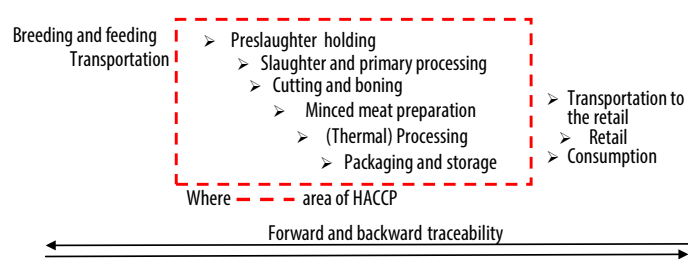 Breeding and feeding
Transportation
➢ Preslaughter holding
➢ Slaughter and primary processing
➢ Cutting and boning
➢ Minced meat preparation
➢ (Thermal) Processing
➢ Packaging and storage
➢ Transportation to
the retail
➢ Retail
➢ Consumption
Where area of HACCP
Forward and backward traceability